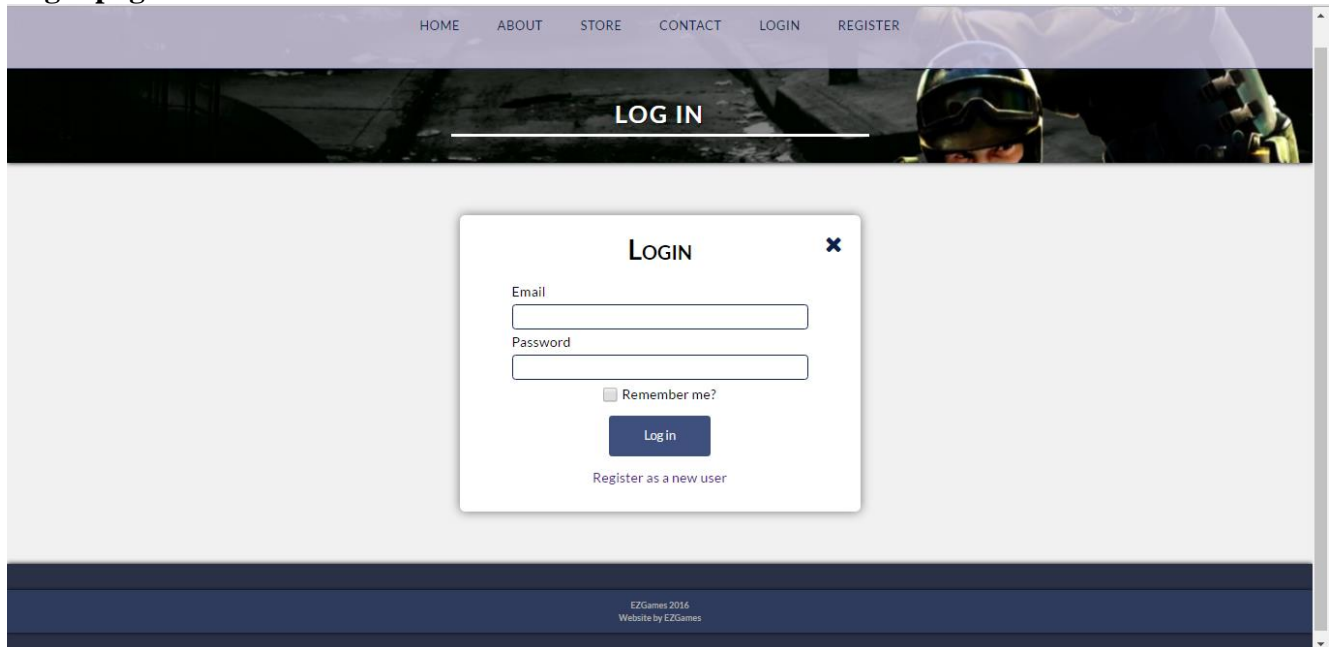 HOME ABOUT STORE CONTACT LOGIN REGISTER
LOG IN
LOGIN
Email
Password
Remember me?
Log in
Register as a new user
EZGames 2016
Website by EZGames